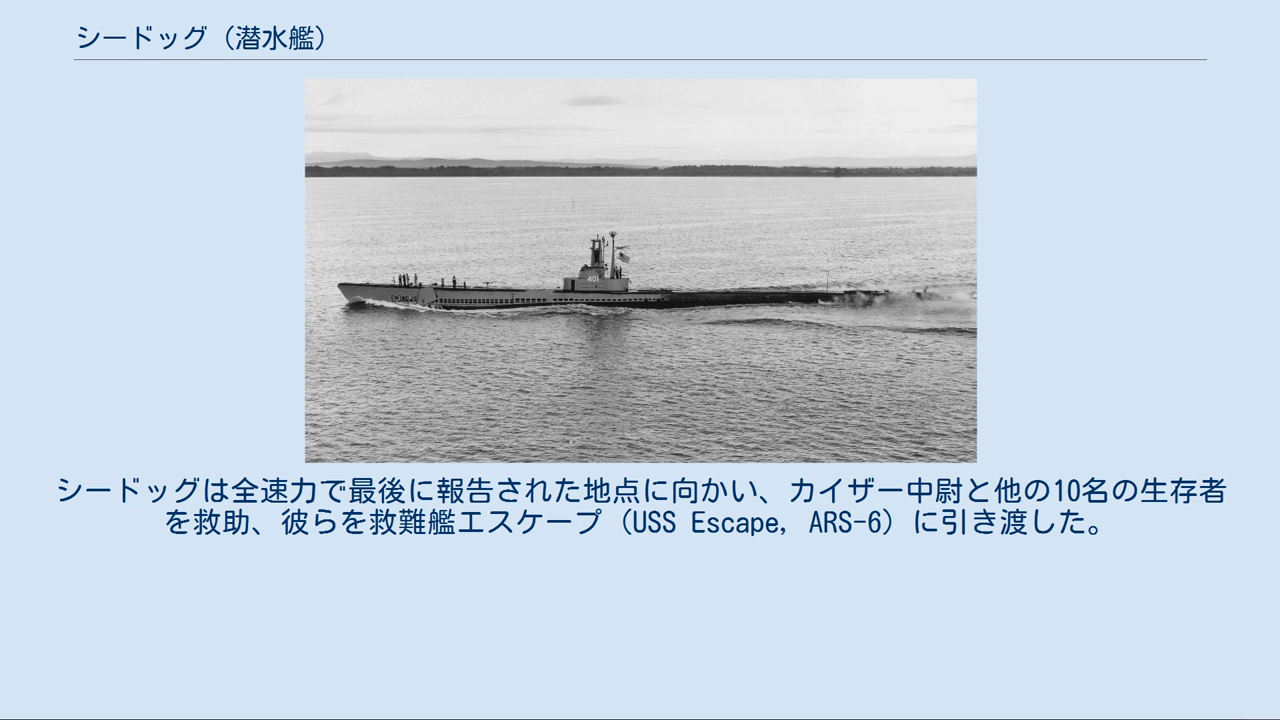 シードッグ（潜水艦）
401
シードッグは全速力で最後に報告された地点に向かい、カイザー中尉と他の10名の生存者
を救助、彼らを救難艦エスケープ（USS Escape, ARS-6）に引き渡した。